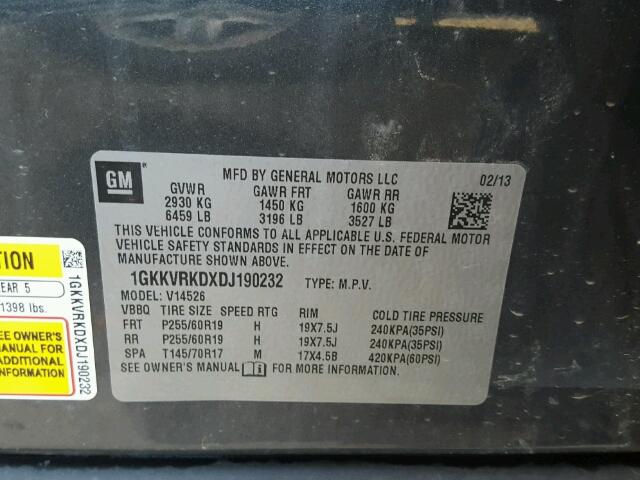 GM
MFD BY GENERAL MOTORS LLC
02/13
GVWR GAWR FRT GAWR RR
2930 KG 1450 KG 1600 KG
6459 LB 3196 LB 3527 LB
THIS VEHICLE CONFORMS TO ALL APPLICABLE U.S. FEDERAL MOTOR
VEHICLE SAFETY STANDARDS IN EFFECT ON THE DATE OF
MANUFACTURE SHOWN ABOVE.
1GKKVRKDXDJ190232 TYPE: M.P.V.
MODEL: V14526
VBBQ TIRE SIZE SPEED RTG RIM COLD TIRE PRESSURE
FRT P255/60R19 H 19X7.5J 240KPA(35PSI)
RR P255/60R19 H 19X7.5J 240KPA(35PSI)
SPA T145/70R17 M 17X4.5B 420KPA(60PSI)
SEE OWNER'S MANUAL FOR MORE INFORMATION.
TION
EAR 5
1398 lbs.
EE OWNER'S
MANUAL FOR
ADDITIONAL
NFORMATION
1GKKVRKDXDJ190232